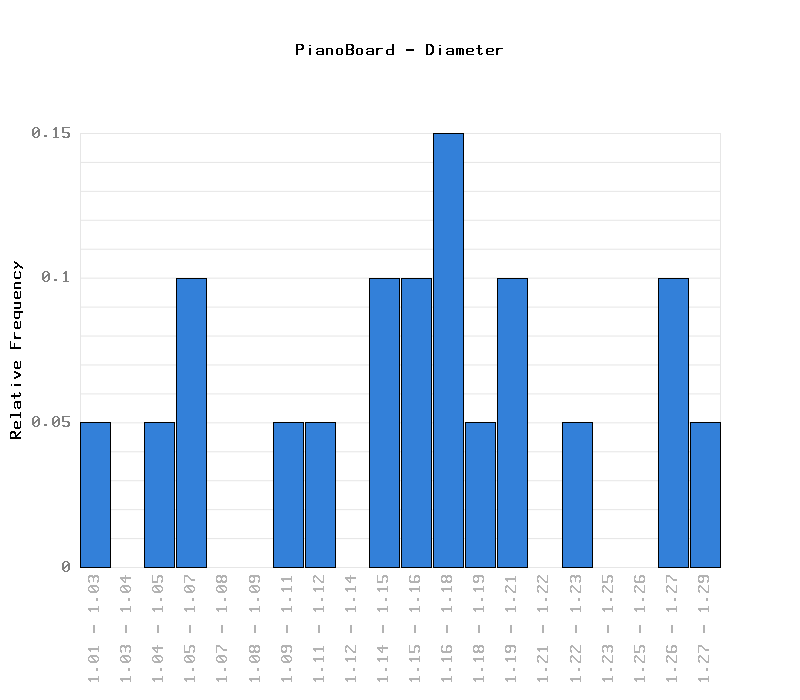 PianoBoard - Diameter
0.15
0.1
0.05
0
Relative Frequency
1.01 - 1.03
1.03 - 1.04
1.04 - 1.05
1.05 - 1.07
1.07 - 1.08
1.08 - 1.09
1.09 - 1.11
1.11 - 1.12
1.12 - 1.14
1.14 - 1.15
1.15 - 1.16
1.16 - 1.18
1.18 - 1.19
1.19 - 1.21
1.21 - 1.22
1.22 - 1.23
1.23 - 1.25
1.25 - 1.26
1.26 - 1.27
1.27 - 1.29